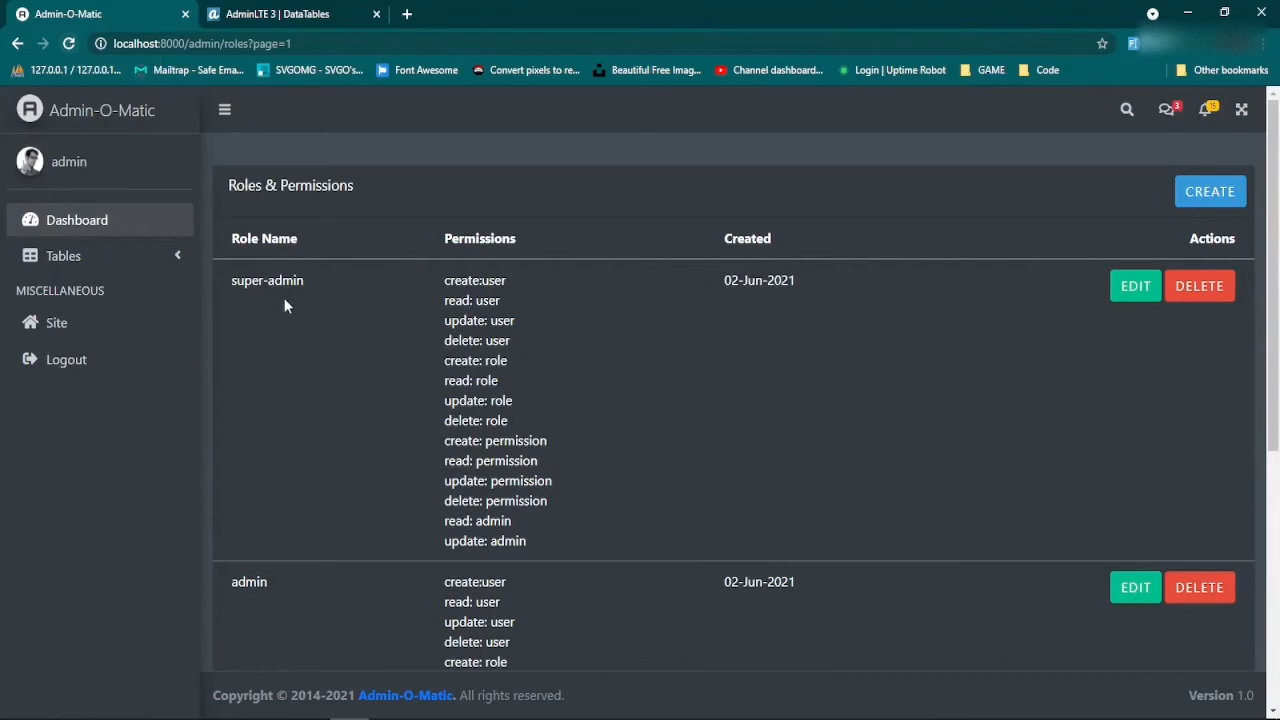 Admin-O-Matic
AdminLTE 3 | DataTables
localhost:8000/admin/roles?page=1
127.0.0.1 / 127.0.0.1...
Mailtrap - Safe Ema...
SVGOMG - SVGO's...
Font Awesome
Convert pixels to re...
Beautiful Free Imag...
Channel dashboard...
Login | Uptime Robot
GAME
Code
Other bookmarks
Admin-O-Matic
3
15
admin
Dashboard
Tables
MISCELLANEOUS
Site
Logout
Roles & Permissions
CREATE
Role Name Permissions Created Actions
super-admin create:user 02-Jun-2021 EDIT DELETE
read: user
update: user
delete: user
create: role
read: role
update: role
delete: role
create: permission
read: permission
update: permission
delete: permission
read: admin
update: admin
admin create:user 02-Jun-2021 EDIT DELETE
read: user
update: user
delete: user
create: role
Copyright © 2014-2021 Admin-O-Matic. All rights reserved. Version 1.0